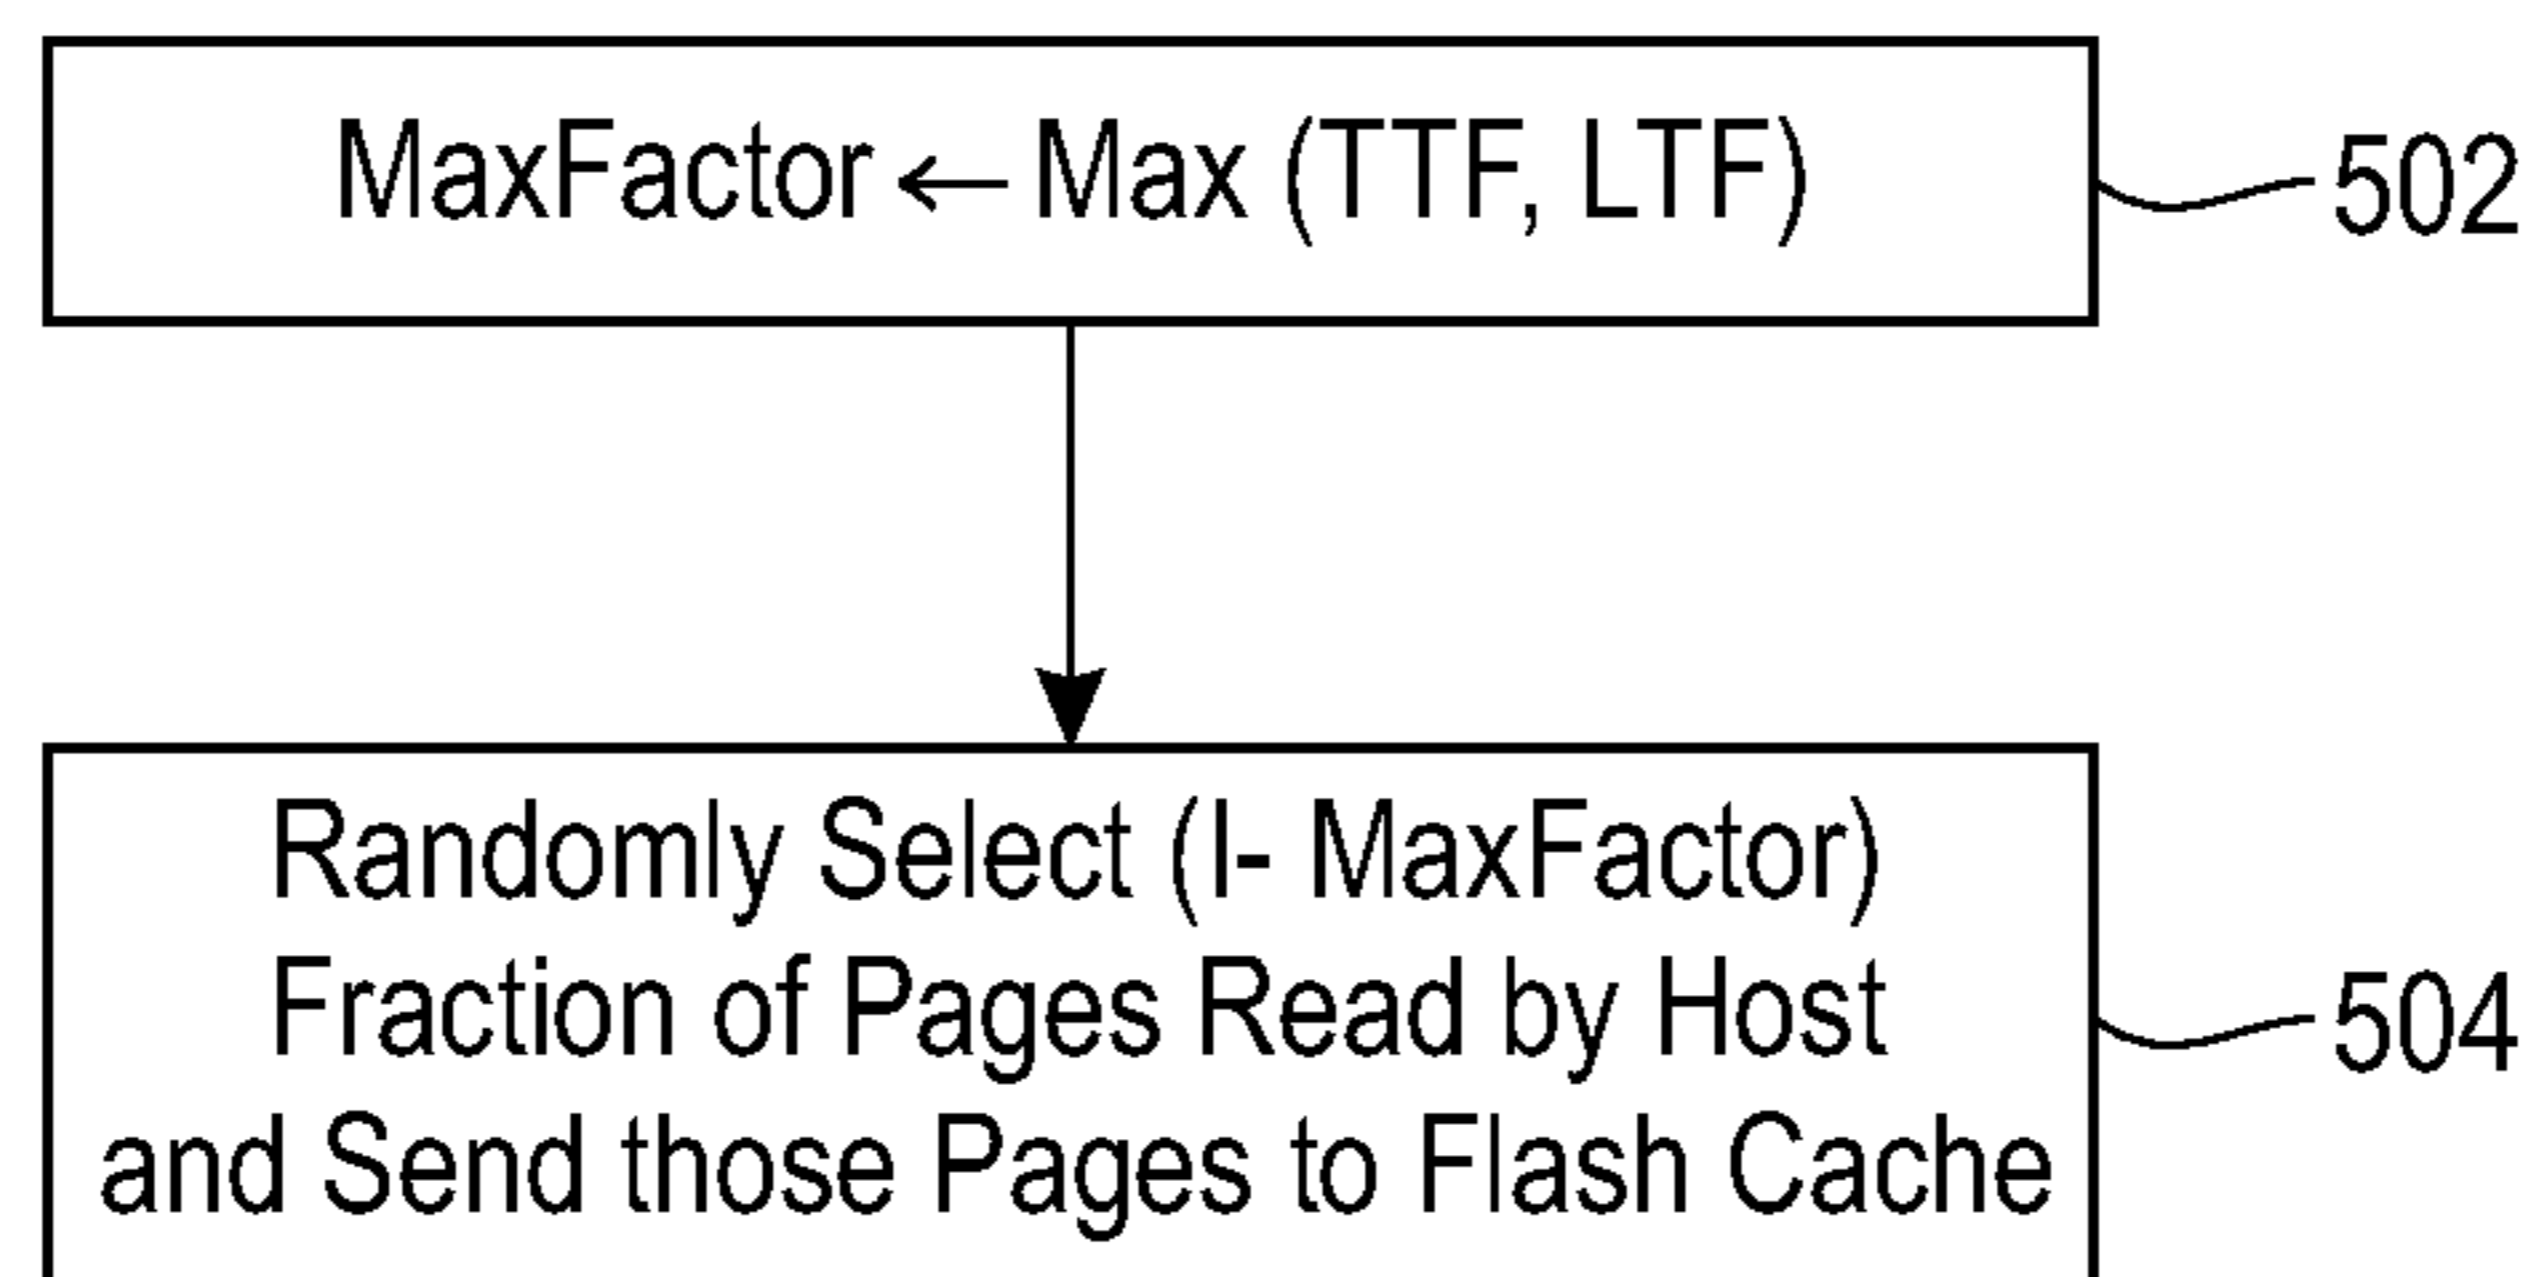 MaxFactor ← Max (TTF, LTF)
502
Randomly Select (I- MaxFactor)
Fraction of Pages Read by Host
and Send those Pages to Flash Cache
504